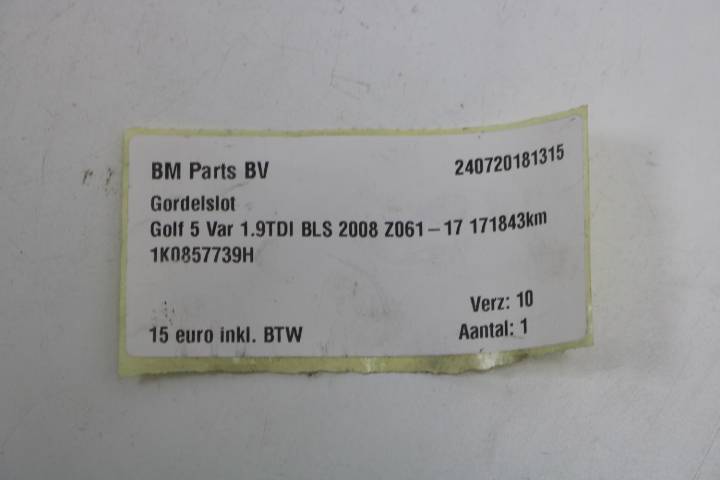 BM Parts BV 240720181315
Gordelslot
Golf 5 Var 1.9TDI BLS 2008 Z061-17 171843km
1K0857739H
Verz: 10
15 euro inkl. BTW Aantal: 1